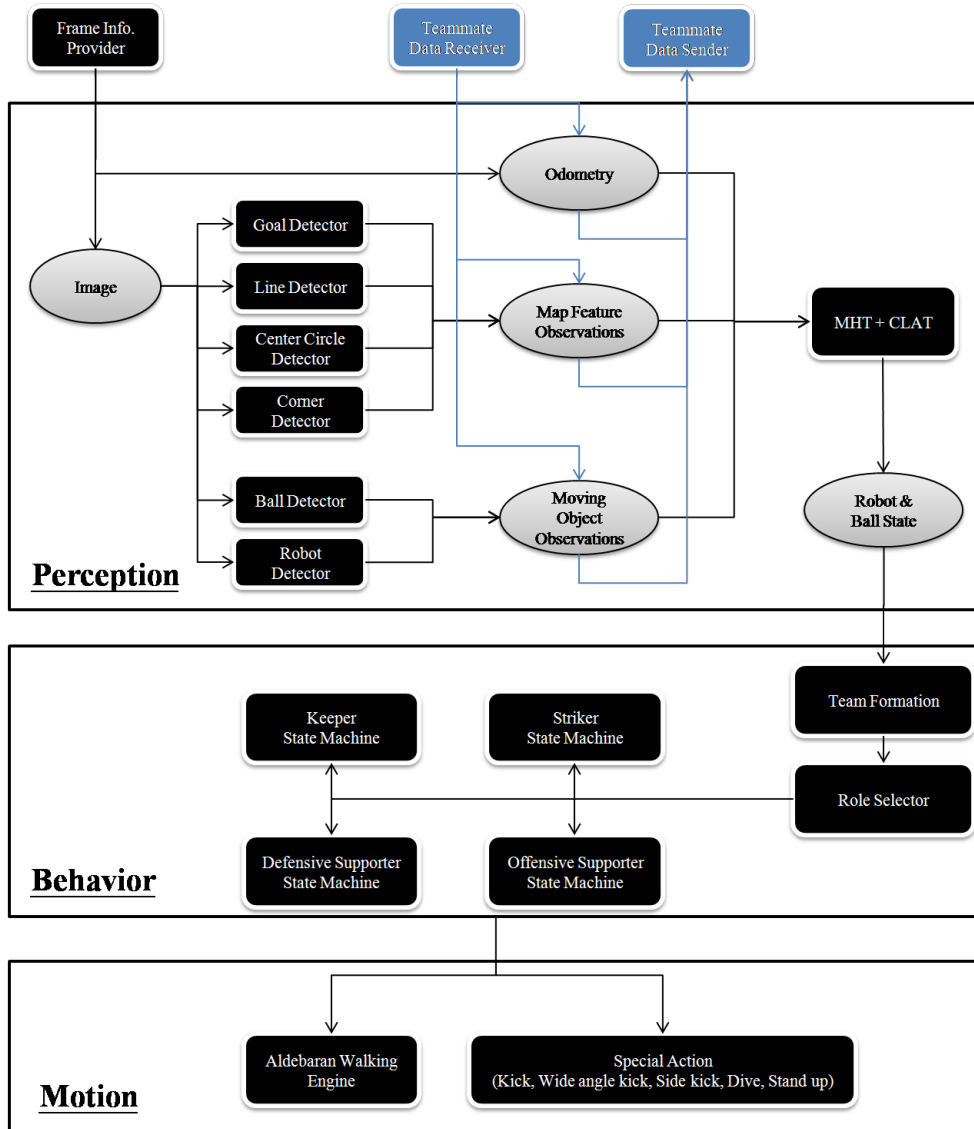 Frame Info.
Provider
Teammate
Data Receiver
Teammate
Data Sender
Odometry
Goal Detector
Image
Line Detector
Map Feature
Observations
MHT + CLAT
Center Circle
Detector
Corner
Detector
Ball Detector
Moving
Object
Observations
Robot &
Ball State
Robot
Detector
Perception
Keeper
State Machine
Striker
State Machine
Team Formation
Role Selector
Defensive Supporter
State Machine
Offensive Supporter
State Machine
Behavior
Aldebaran Walking
Engine
Special Action
(Kick, Wide angle kick, Side kick, Dive, Stand up)
Motion